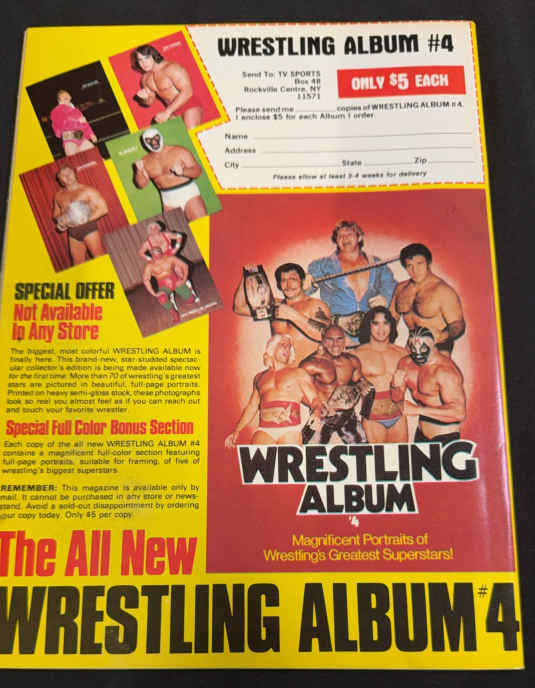 WRESTLING ALBUM #4
Send To: TV SPORTS
Box 48
Rockville Centre, NY
11571
ONLY $5 EACH
Please send me ____ copies of WRESTLING ALBUM #4.
I enclose $5 for each Album I order.
Name
Address
City State Zip
Please allow at least 3-4 weeks for delivery
SPECIAL OFFER
Not Available
In Any Store
The biggest, most colorful WRESTLING ALBUM is
finally here. This brand-new, star-studded spectac-
ular collector's edition is being made available now
for the first time. More than 70 of wrestling's greatest
stars are pictured in beautiful, full-page portraits.
Printed on heavy semi-gloss stock, these photographs
look so real you almost feel as if you can reach out
and touch your favorite wrestler.
Special Full Color Bonus Section
Each copy of the all new WRESTLING ALBUM #4
contains a magnificent full-color section featuring
full-page portraits, suitable for framing, of five of
wrestling's biggest superstars.
REMEMBER: This magazine is available only by
mail. It cannot be purchased in any store or news-
stand. Avoid a sold-out disappointment by ordering
your copy today. Only $5 per copy.
WRESTLING
ALBUM
'4
Magnificent Portraits of
Wrestling's Greatest Superstars!
The All New
WRESTLING ALBUM #4